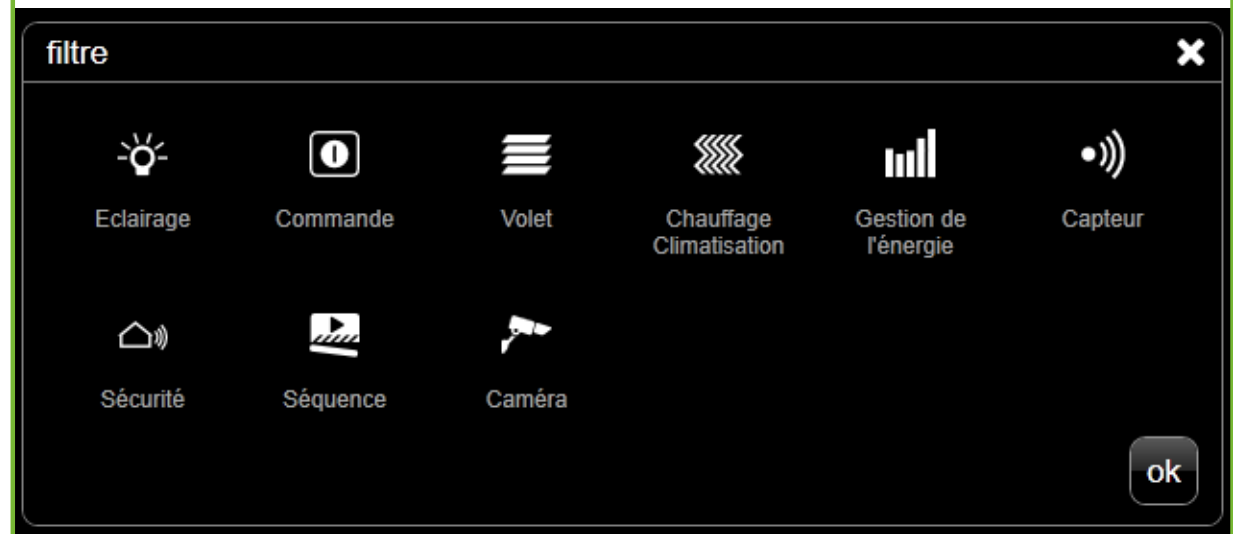 filtre
Eclairage
Commande
Volet
Chauffage
Climatisation
Gestion de
l'énergie
Capteur
Sécurité
Séquence
Caméra
ok